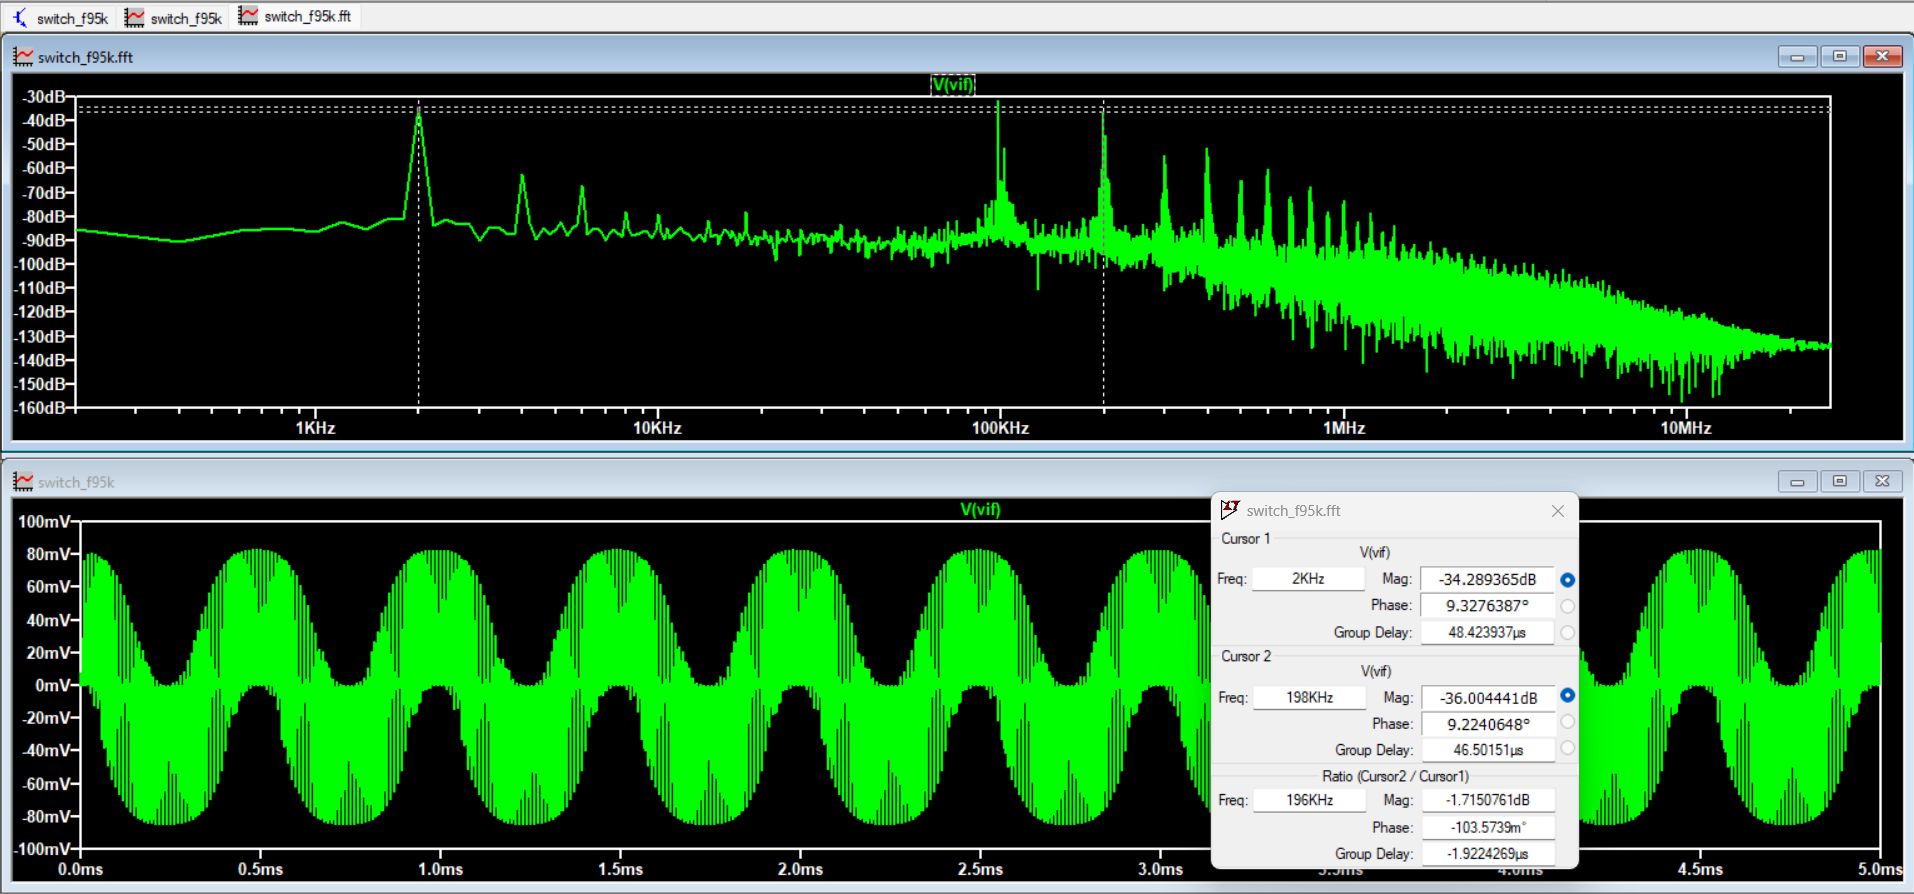 switch_f95k switch_f95k switch_f95k.fft
switch_f95k.fft
V(vif)
-30dB
-40dB
-50dB
-60dB
-70dB
-80dB
-90dB
-100dB
-110dB
-120dB
-130dB
-140dB
-150dB
-160dB
1KHz 10KHz 100KHz 1MHz 10MHz
switch_f95k
V(vif)
100mV
80mV
60mV
40mV
20mV
0mV
-20mV
-40mV
-60mV
-80mV
-100mV
0.0ms 0.5ms 1.0ms 1.5ms 2.0ms 2.5ms 3.0ms 3.5ms 4.0ms 4.5ms 5.0ms
switch_f95k.fft
Cursor 1
V(vif)
Freq: 2KHz Mag: -34.289365dB
Phase: 9.3276387°
Group Delay: 48.423937µs
Cursor 2
V(vif)
Freq: 198KHz Mag: -36.004441dB
Phase: 9.2240648°
Group Delay: 46.50151µs
Ratio (Cursor2 / Cursor1)
Freq: 196KHz Mag: -1.7150761dB
Phase: -103.5739m°
Group Delay: -1.9224269µs